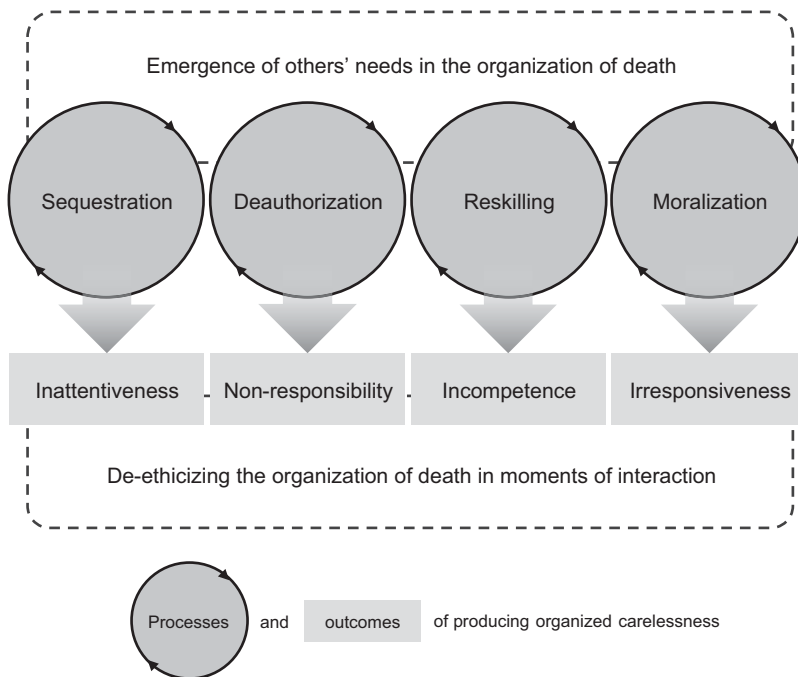 Emergence of others' needs in the organization of death
Sequestration
Deauthorization
Reskilling
Moralization
Inattentiveness
Non-responsibility
Incompetence
Irresponsiveness
De-ethicizing the organization of death in moments of interaction
Processes and outcomes of producing organized carelessness